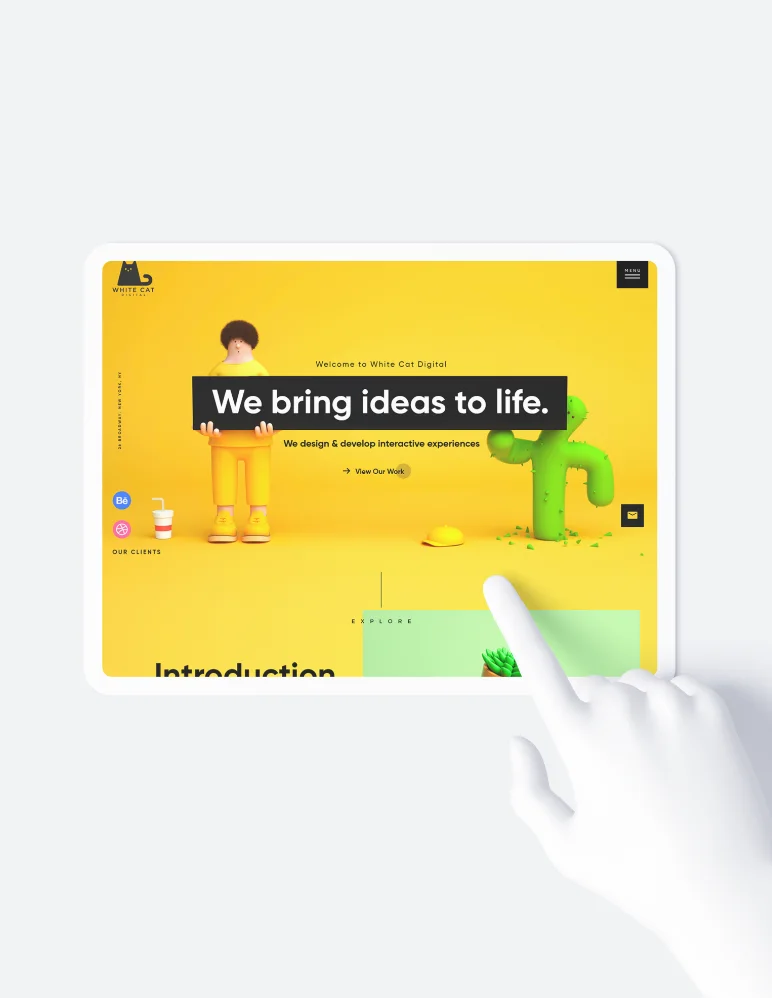 WHITE CAT
DIGITAL
MENU
Welcome to White Cat Digital
We bring ideas to life.
We design & develop interactive experiences
View Our Work
26 BROADWAY, NEW YORK, NY
Bē
OUR CLIENTS
EXPLORE
Introduction